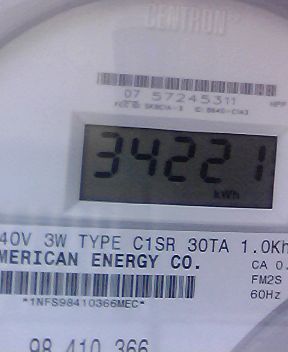 CENTRON
07 57245311
34221
kWh
40V 3W TYPE C1SR 30TA 1.0Kh
MERICAN ENERGY CO.
CA 0.
FM2S
60Hz
*1NFS98410366MEC*
98 410 366